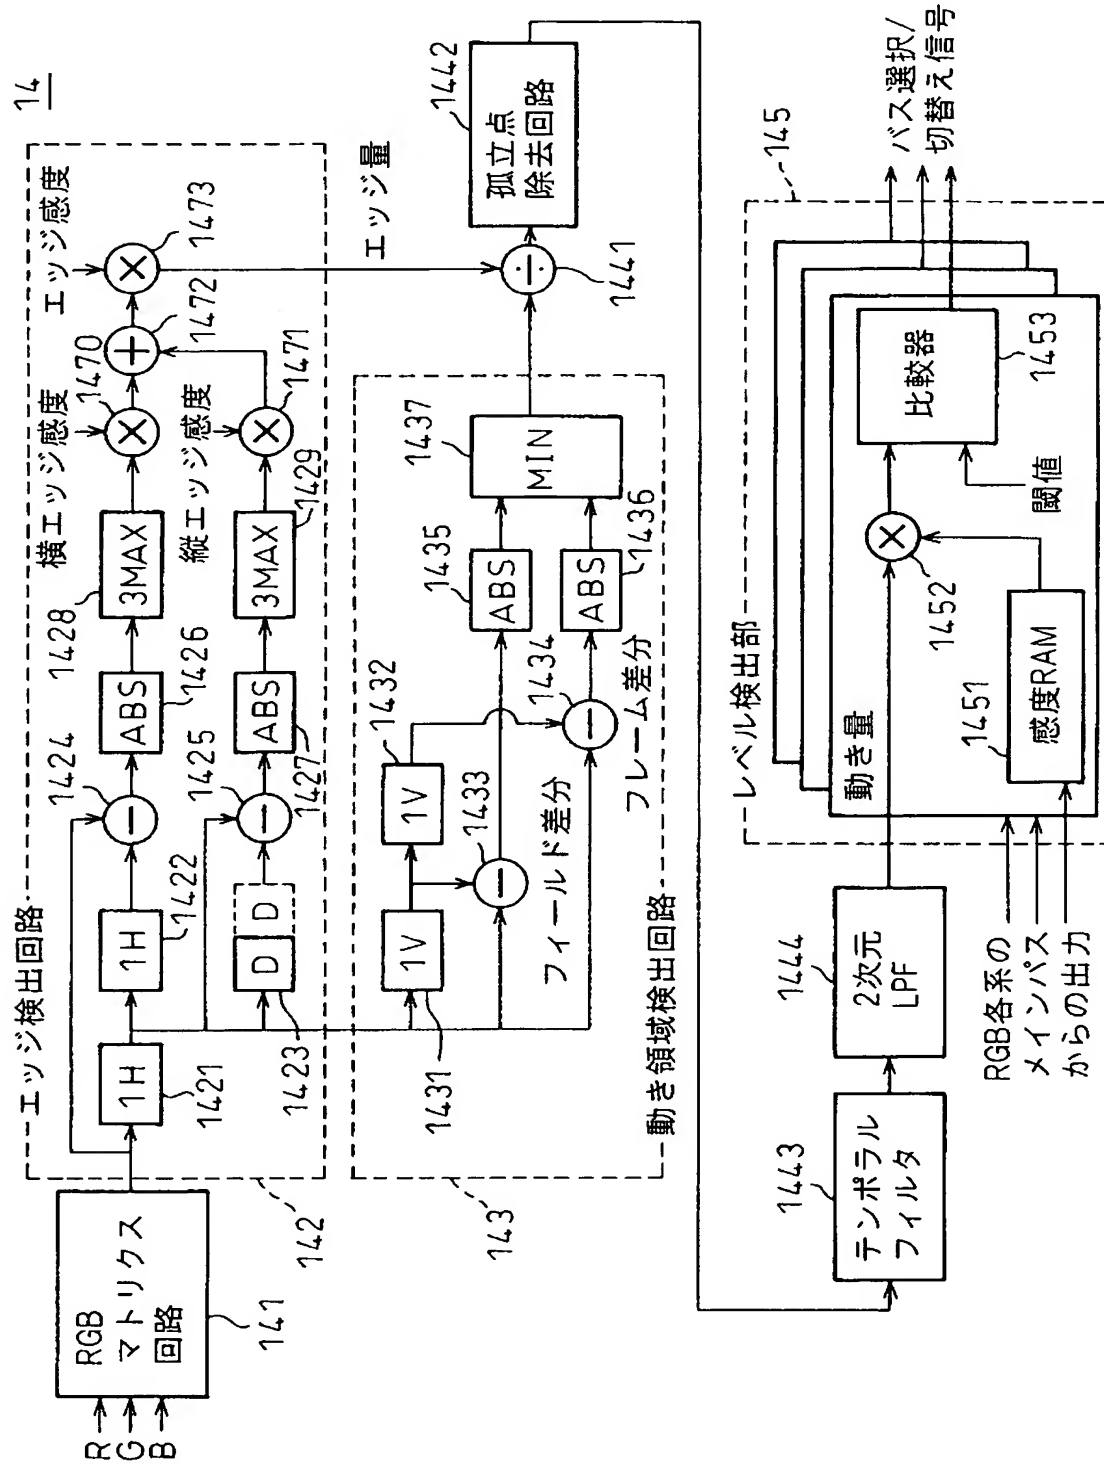 14
R
G
B
RGB
マトリクス
回路
141
エッジ検出回路
142
1H
1421
1H
1422
D
D
1423
−
1424
−
1425
ABS
1426
ABS
1427
3MAX
1428
3MAX
1429
横エッジ感度
×
1470
縦エッジ感度
×
1471
+
1472
エッジ感度
×
1473
エッジ量
動き領域検出回路
143
1V
1431
1V
1432
−
1433
フィールド差分
−
1434
フレーム差分
ABS
1435
ABS
1436
MIN
1437
÷
1441
孤立点
除去回路
1442
テンポラル
フィルタ
1443
2次元
LPF
1444
レベル検出部
145
動き量
RGB各系の
メインパス
からの出力
感度RAM
1451
×
1452
閾値
比較器
1453
パス選択/
切替え信号